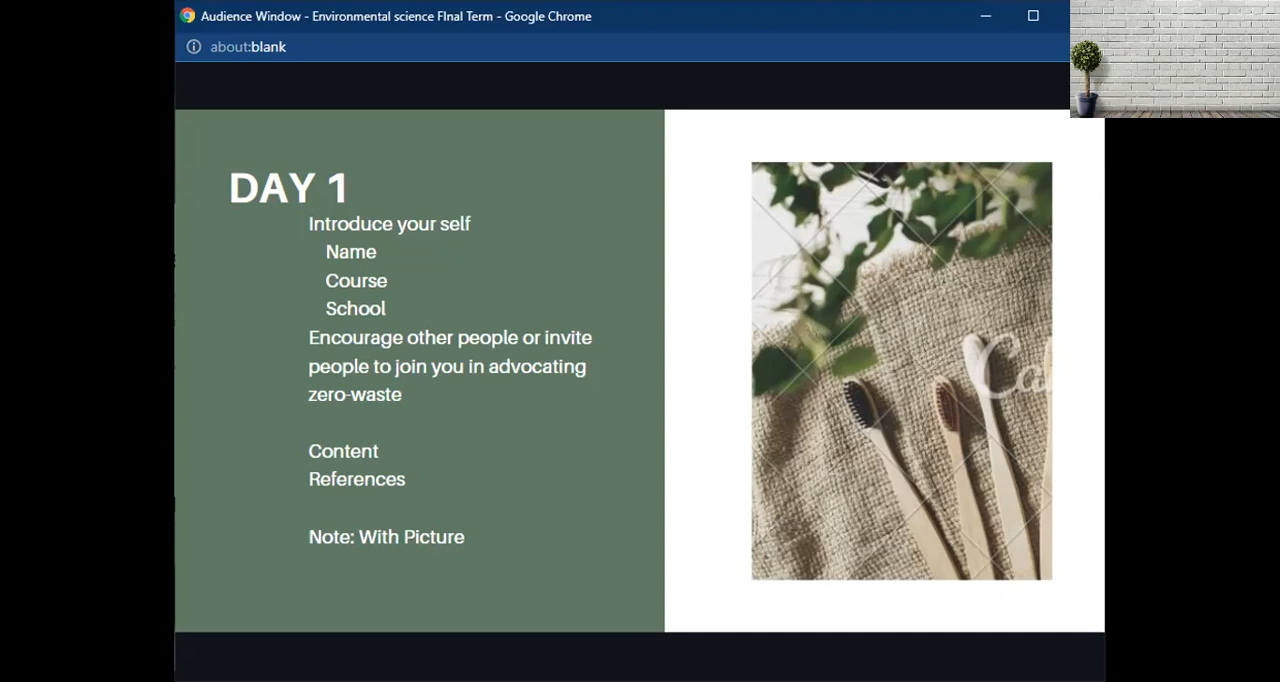 Audience Window - Environmental science FInal Term - Google Chrome
about:blank
DAY 1
Introduce your self
Name
Course
School
Encourage other people or invite
people to join you in advocating
zero-waste
Content
References
Note: With Picture